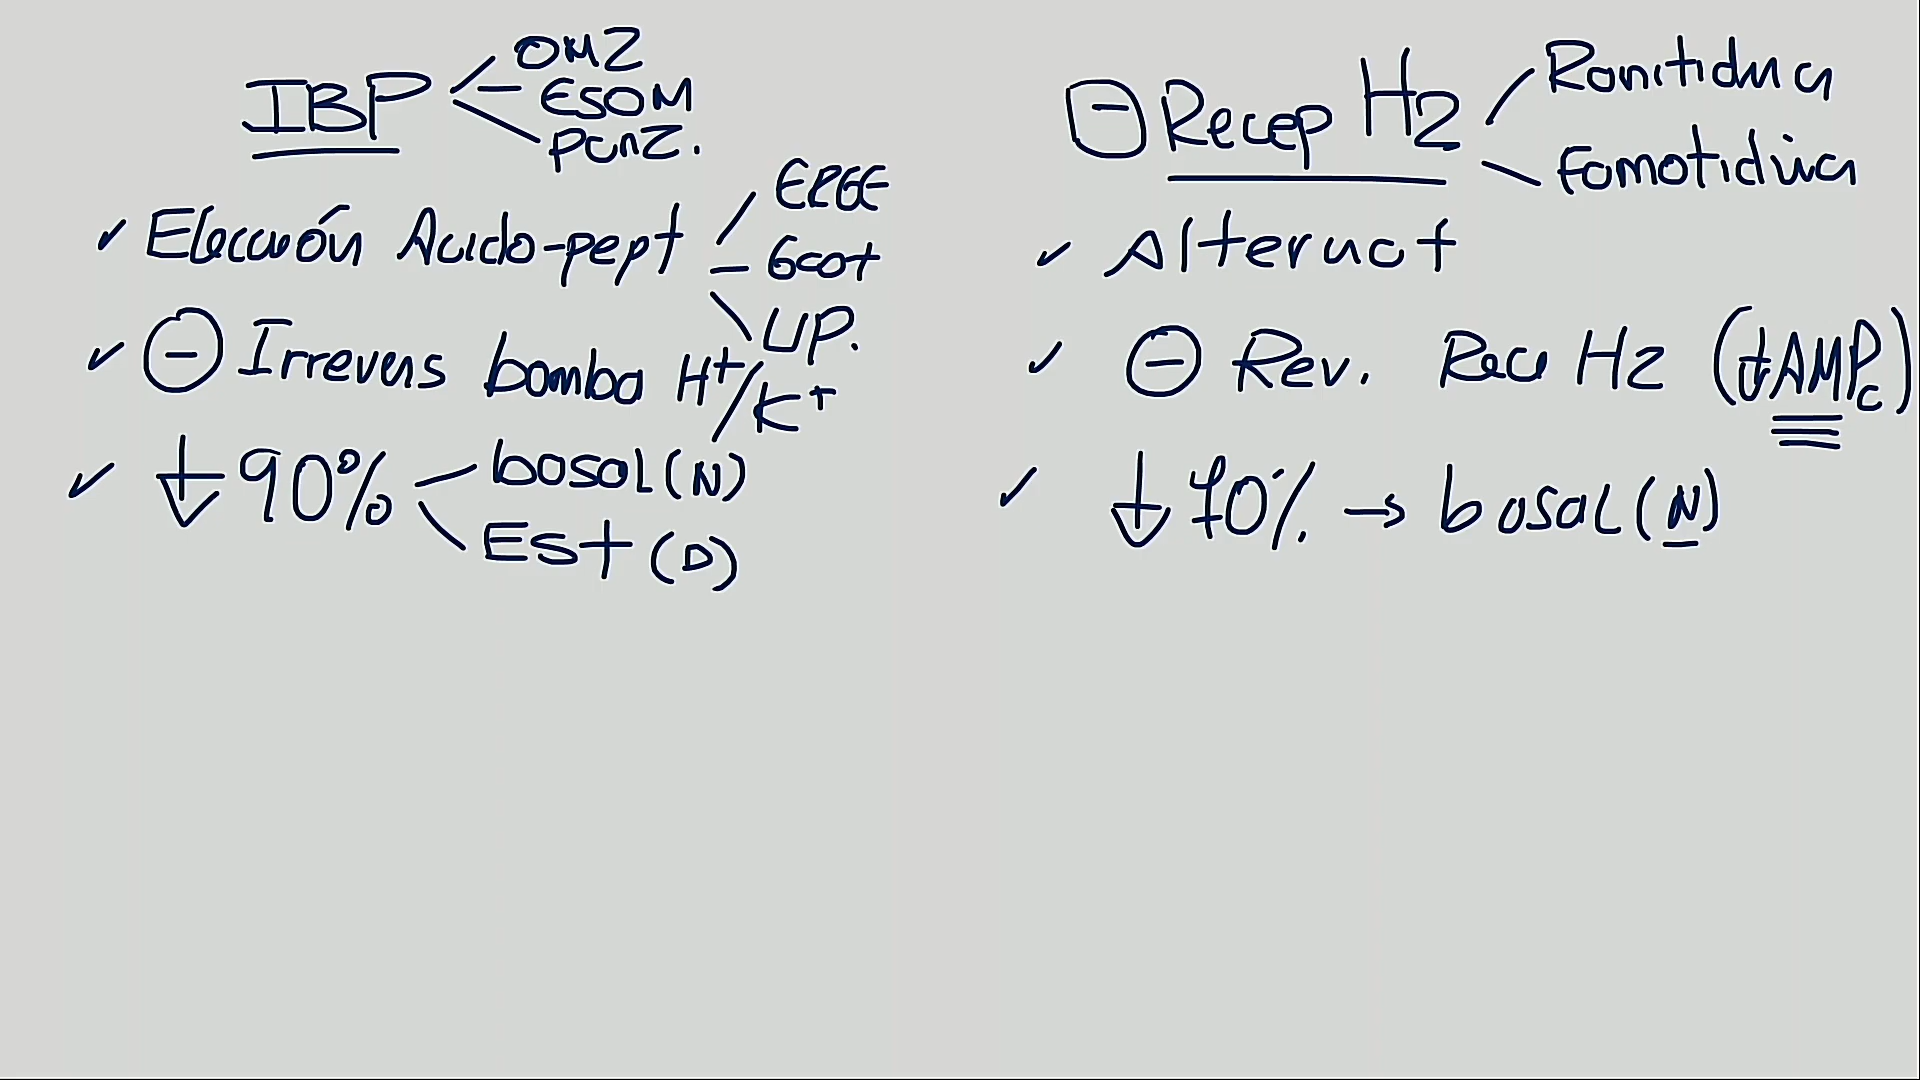 IBP
OMZ
ESOM
panZ.
✓ Elección Acido-pept
ERGE
Gast
UP.
✓ ⊖ Irrevers bomba H+/K+
✓ ↓ 90%
basal (N)
Est (D)
⊖ Recep H2
Ranitidina
Famotidina
✓ Alternat
✓ ⊖ Rev. Rece H2 (↓AMPc)
✓ ↓ 70% → basal (N)